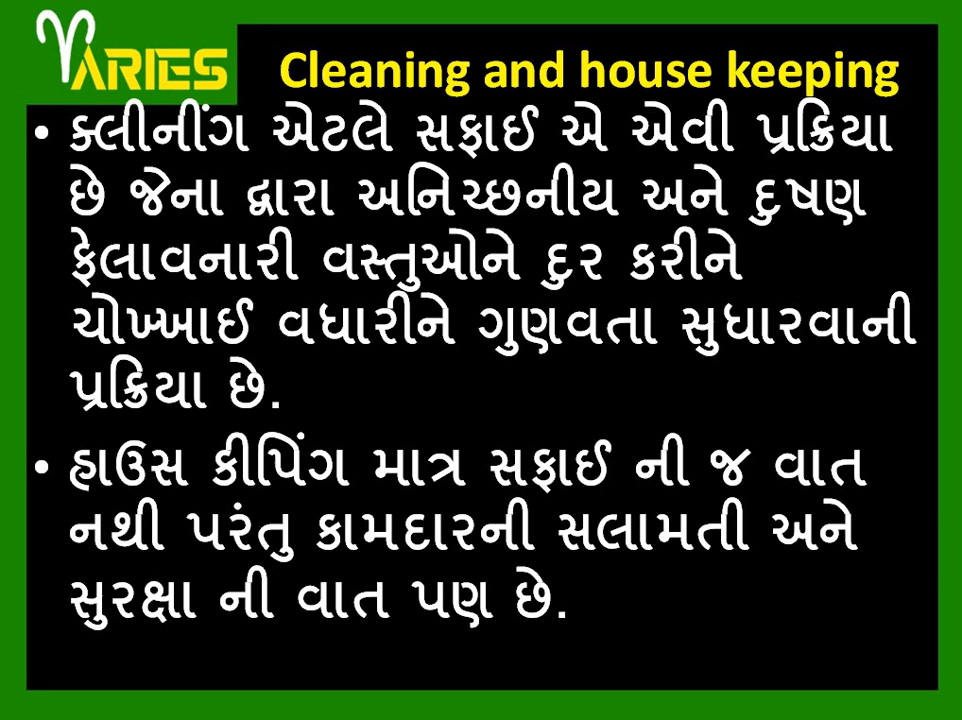 ARIES
Cleaning and house keeping
• ક્લીનીંગ એટલે સફાઈ એ એવી પ્રક્રિયા
છે જેના દ્વારા અનિચ્છનીય અને દુષણ
ફેલાવનારી વસ્તુઓને દુર કરીને
ચોખ્ખાઈ વધારીને ગુણવતા સુધારવાની
પ્રક્રિયા છે.
• હાઉસ કીપિંગ માત્ર સફાઈ ની જ વાત
નથી પરંતુ કામદારની સલામતી અને
સુરક્ષા ની વાત પણ છે.